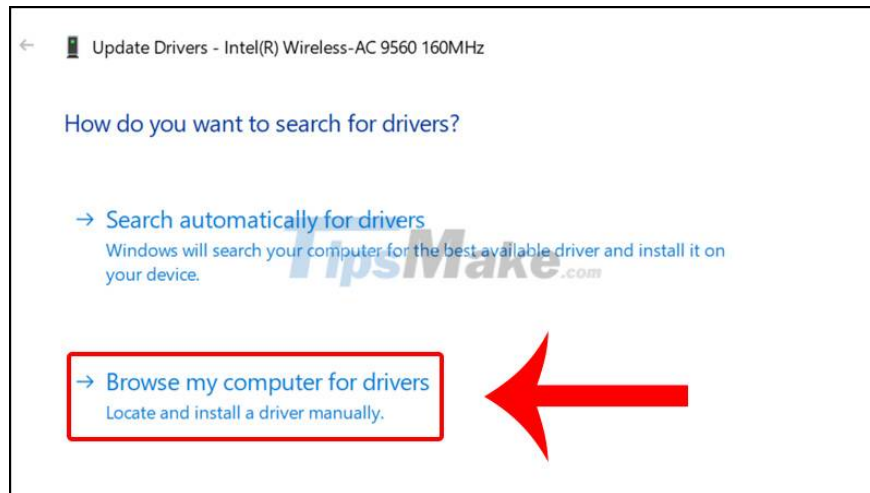 Update Drivers - Intel(R) Wireless-AC 9560 160MHz
How do you want to search for drivers?
Search automatically for drivers
Windows will search your computer for the best available driver and install it on
your device.
TipsMake.com
Browse my computer for drivers
Locate and install a driver manually.